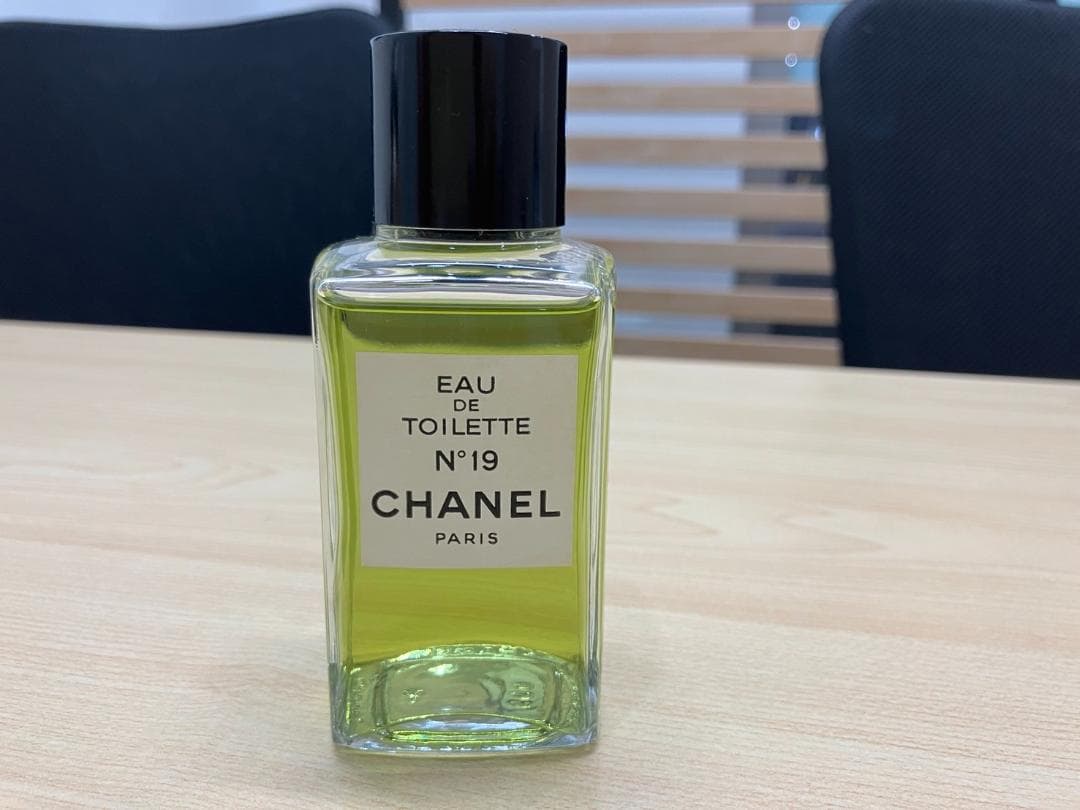 EAU
DE
TOILETTE
N°19
CHANEL
PARIS